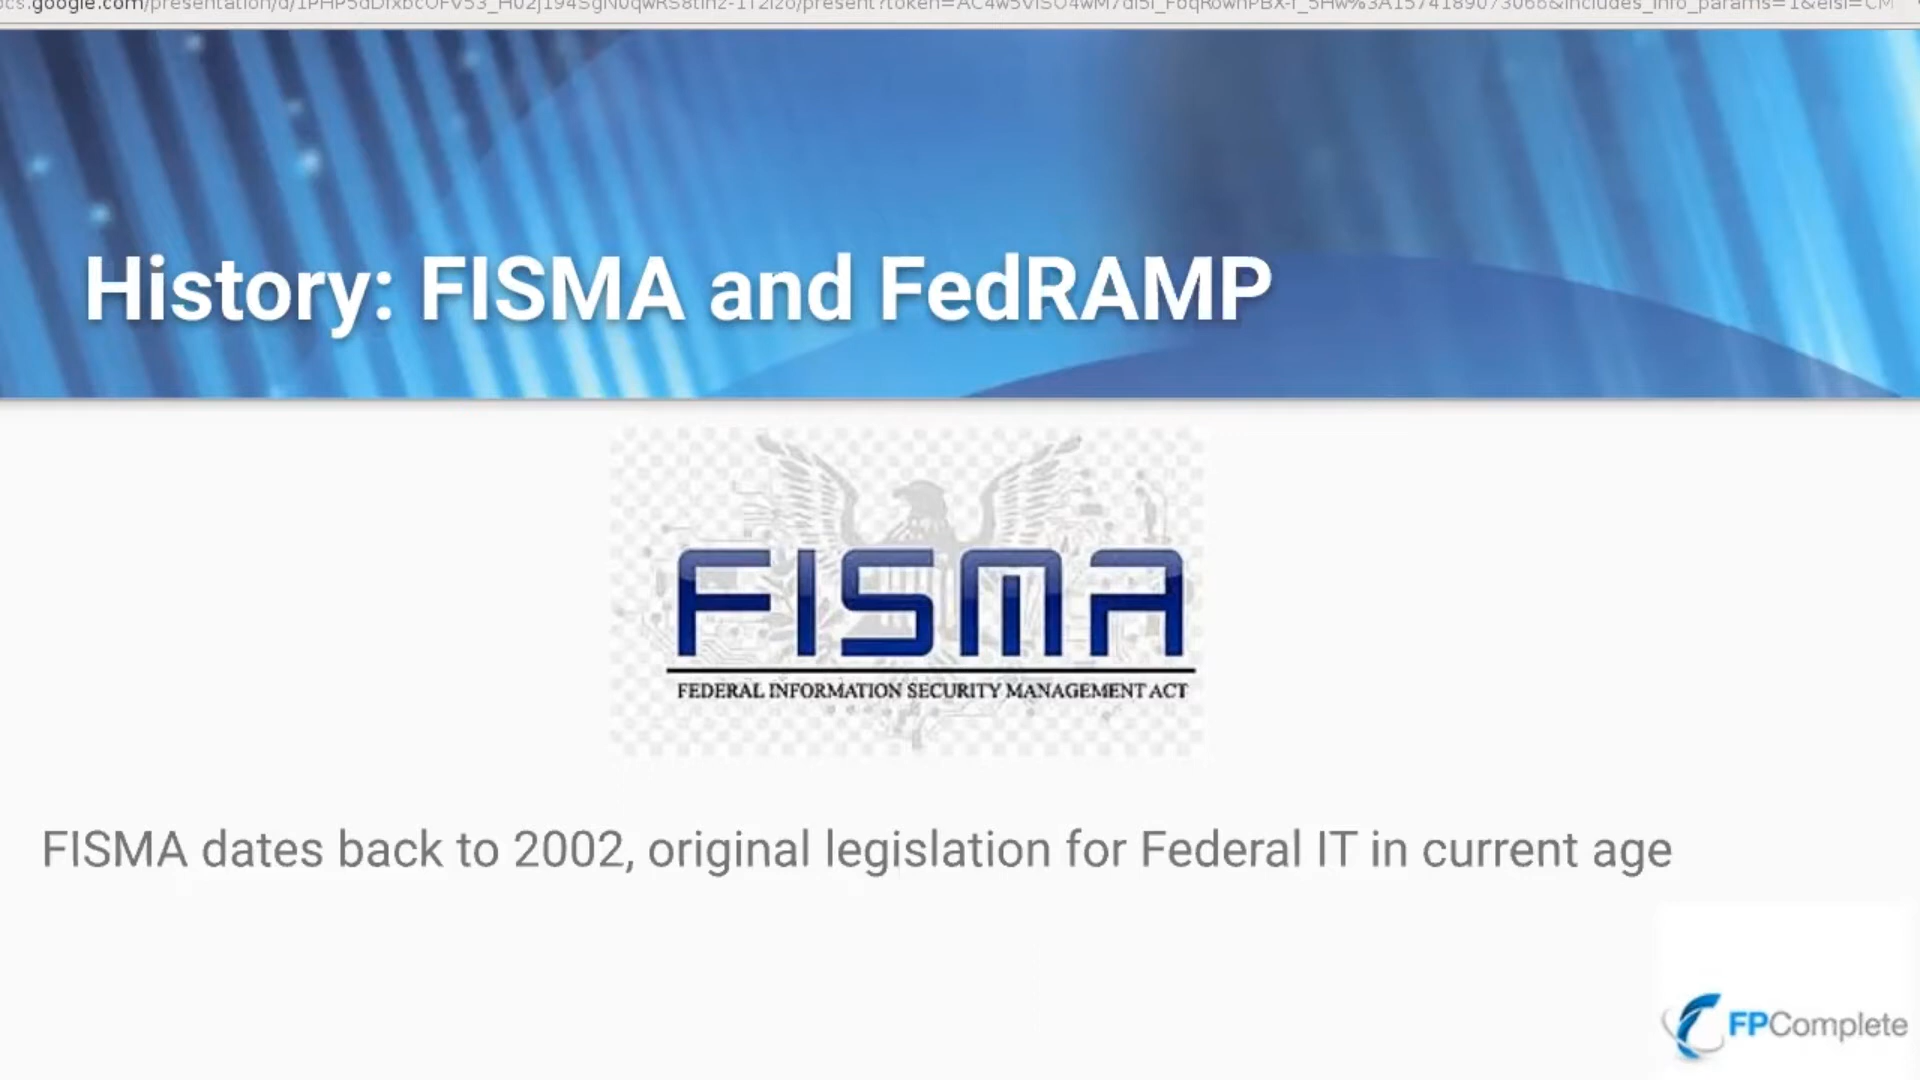 History: FISMA and FedRAMP
FISMA
FEDERAL INFORMATION SECURITY MANAGEMENT ACT
FISMA dates back to 2002, original legislation for Federal IT in current age
FPComplete